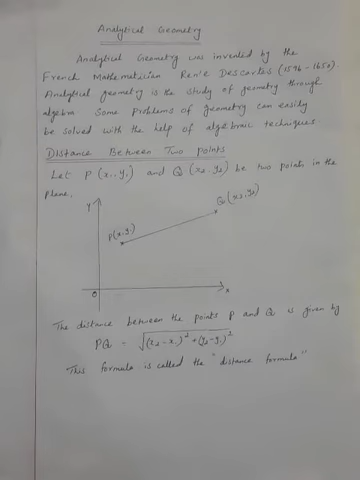 Analytical Geometry
Analytical Geometry was invented by the
French Mathematician Ren'e Descartes (1596-1650).
Analytical geometry is the study of geometry through
algebra. Some problems of geometry can easily
be solved with the help of algebraic techniques.
Distance Between Two points
Let P(x₁,y₁) and Q(x₂,y₂) be two points in the
plane.
Q(x₂,y₂)
Y
P(x₁,y₁)
O
x
The distance between the points P and Q is given by
PQ = √(x₂-x₁)²+(y₂-y₁)²
This formula is called the "distance formula"